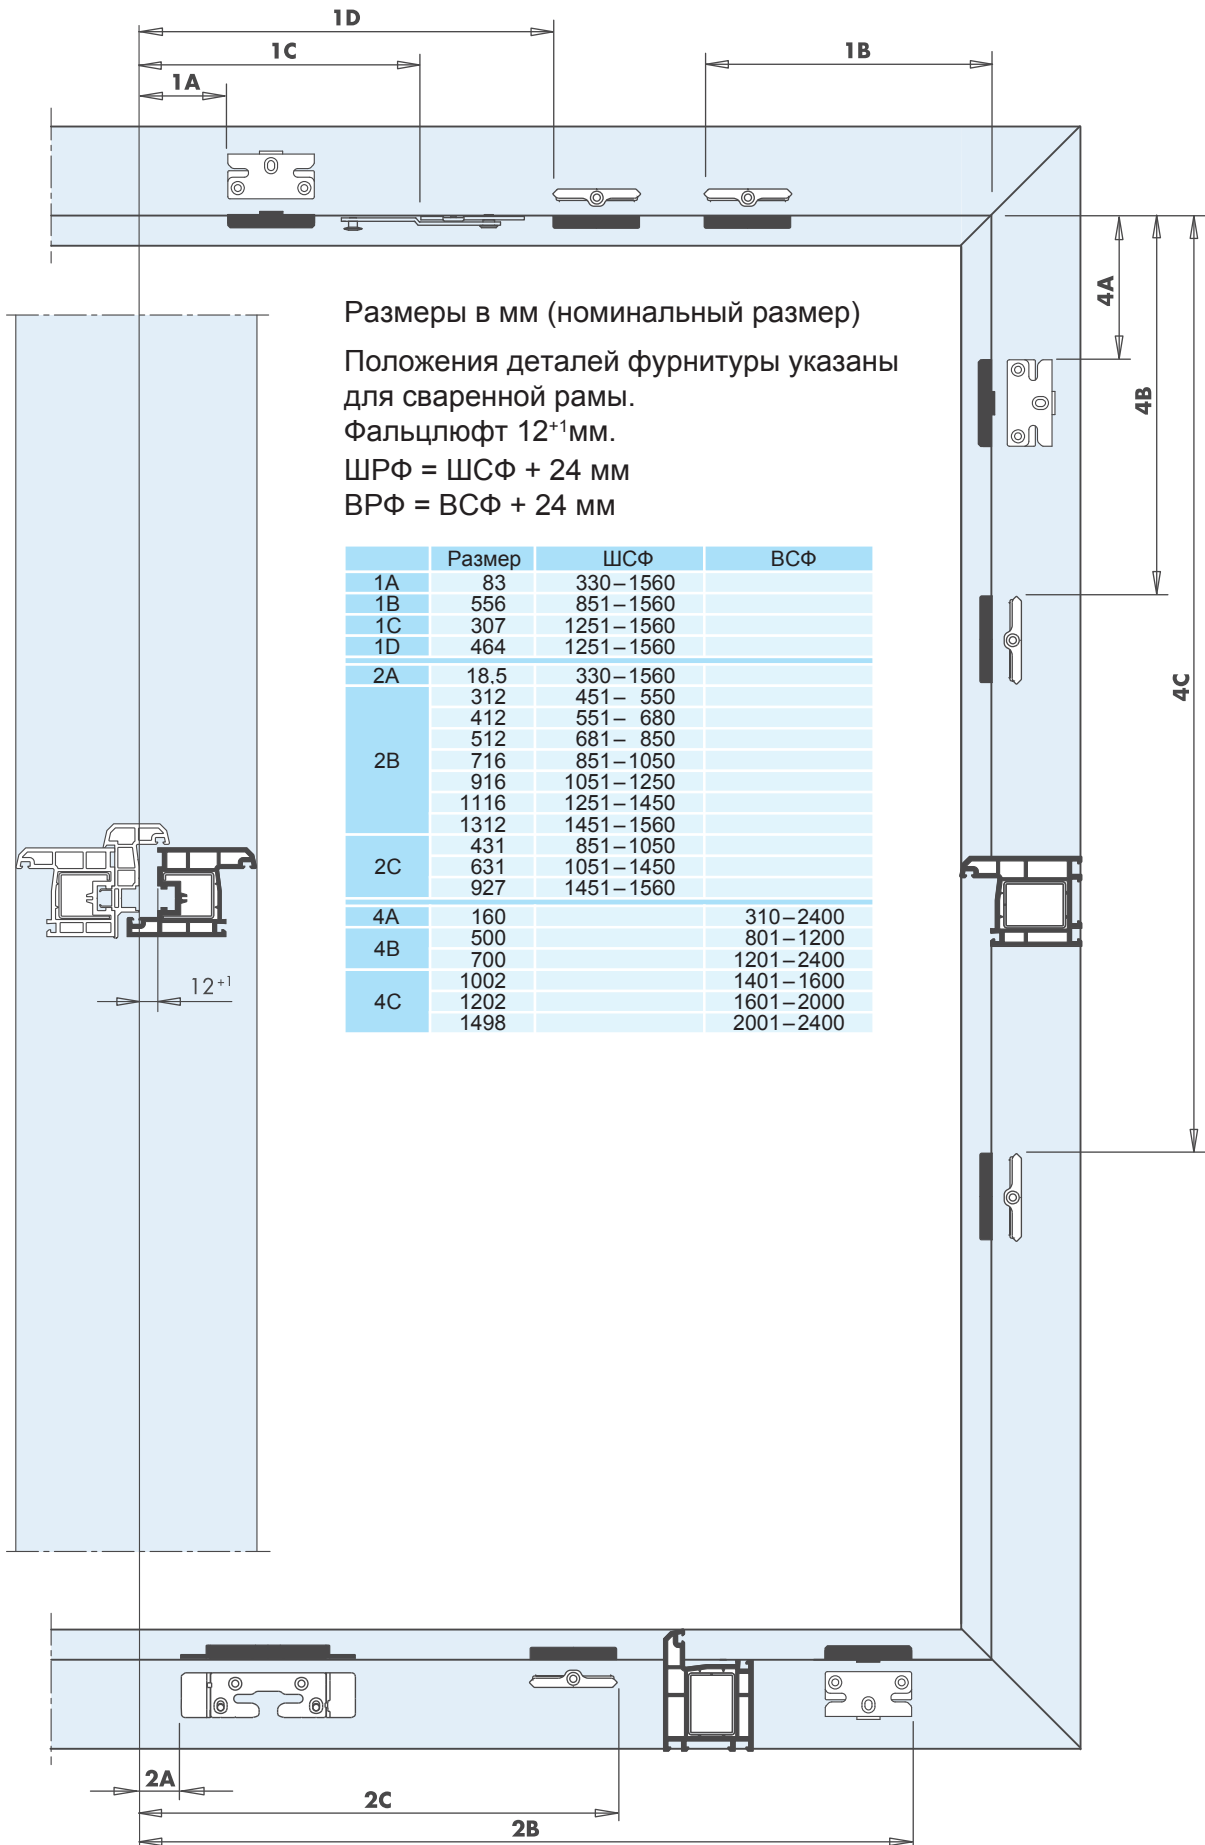 1D
1C
1B
1A
4A
4B
4C
Размеры в мм (номинальный размер)
Положения деталей фурнитуры указаны
для сваренной рамы.
Фальцлюфт 12⁺¹мм.
ШРФ = ШСФ + 24 мм
ВРФ = ВСФ + 24 мм
Размер ШСФ ВСФ
1A 83 330–1560
1B 556 851–1560
1C 307 1251–1560
1D 464 1251–1560
2A 18,5 330–1560
2B 312 451– 550
412 551– 680
512 681– 850
716 851–1050
916 1051–1250
1116 1251–1450
1312 1451–1560
2C 431 851–1050
631 1051–1450
927 1451–1560
4A 160 310–2400
4B 500 801–1200
700 1201–2400
4C 1002 1401–1600
1202 1601–2000
1498 2001–2400
12⁺¹
2A
2C
2B